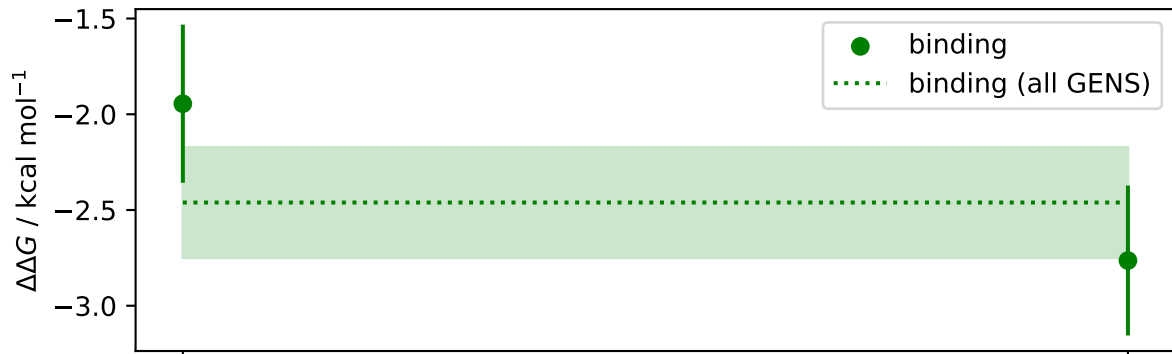 −1.5
−2.0
−2.5
−3.0
ΔΔG / kcal mol⁻¹
binding
binding (all GENS)